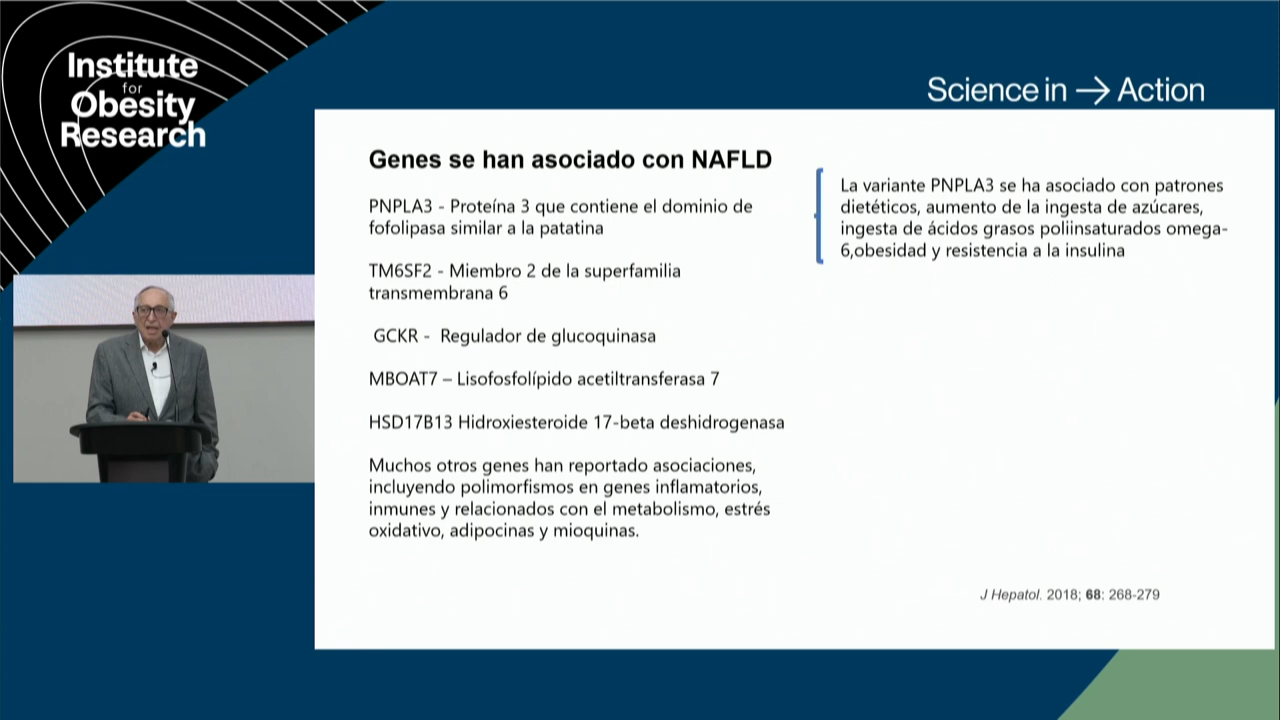 Institute
for
Obesity
Research
Science in → Action
Genes se han asociado con NAFLD
PNPLA3 - Proteína 3 que contiene el dominio de
fofolipasa similar a la patatina
TM6SF2 - Miembro 2 de la superfamilia
transmembrana 6
GCKR - Regulador de glucoquinasa
MBOAT7 – Lisofosfolípido acetiltransferasa 7
HSD17B13 Hidroxiesteroide 17-beta deshidrogenasa
Muchos otros genes han reportado asociaciones,
incluyendo polimorfismos en genes inflamatorios,
inmunes y relacionados con el metabolismo, estrés
oxidativo, adipocinas y mioquinas.
La variante PNPLA3 se ha asociado con patrones
dietéticos, aumento de la ingesta de azúcares,
ingesta de ácidos grasos poliinsaturados omega-
6,obesidad y resistencia a la insulina
J Hepatol. 2018; 68: 268-279